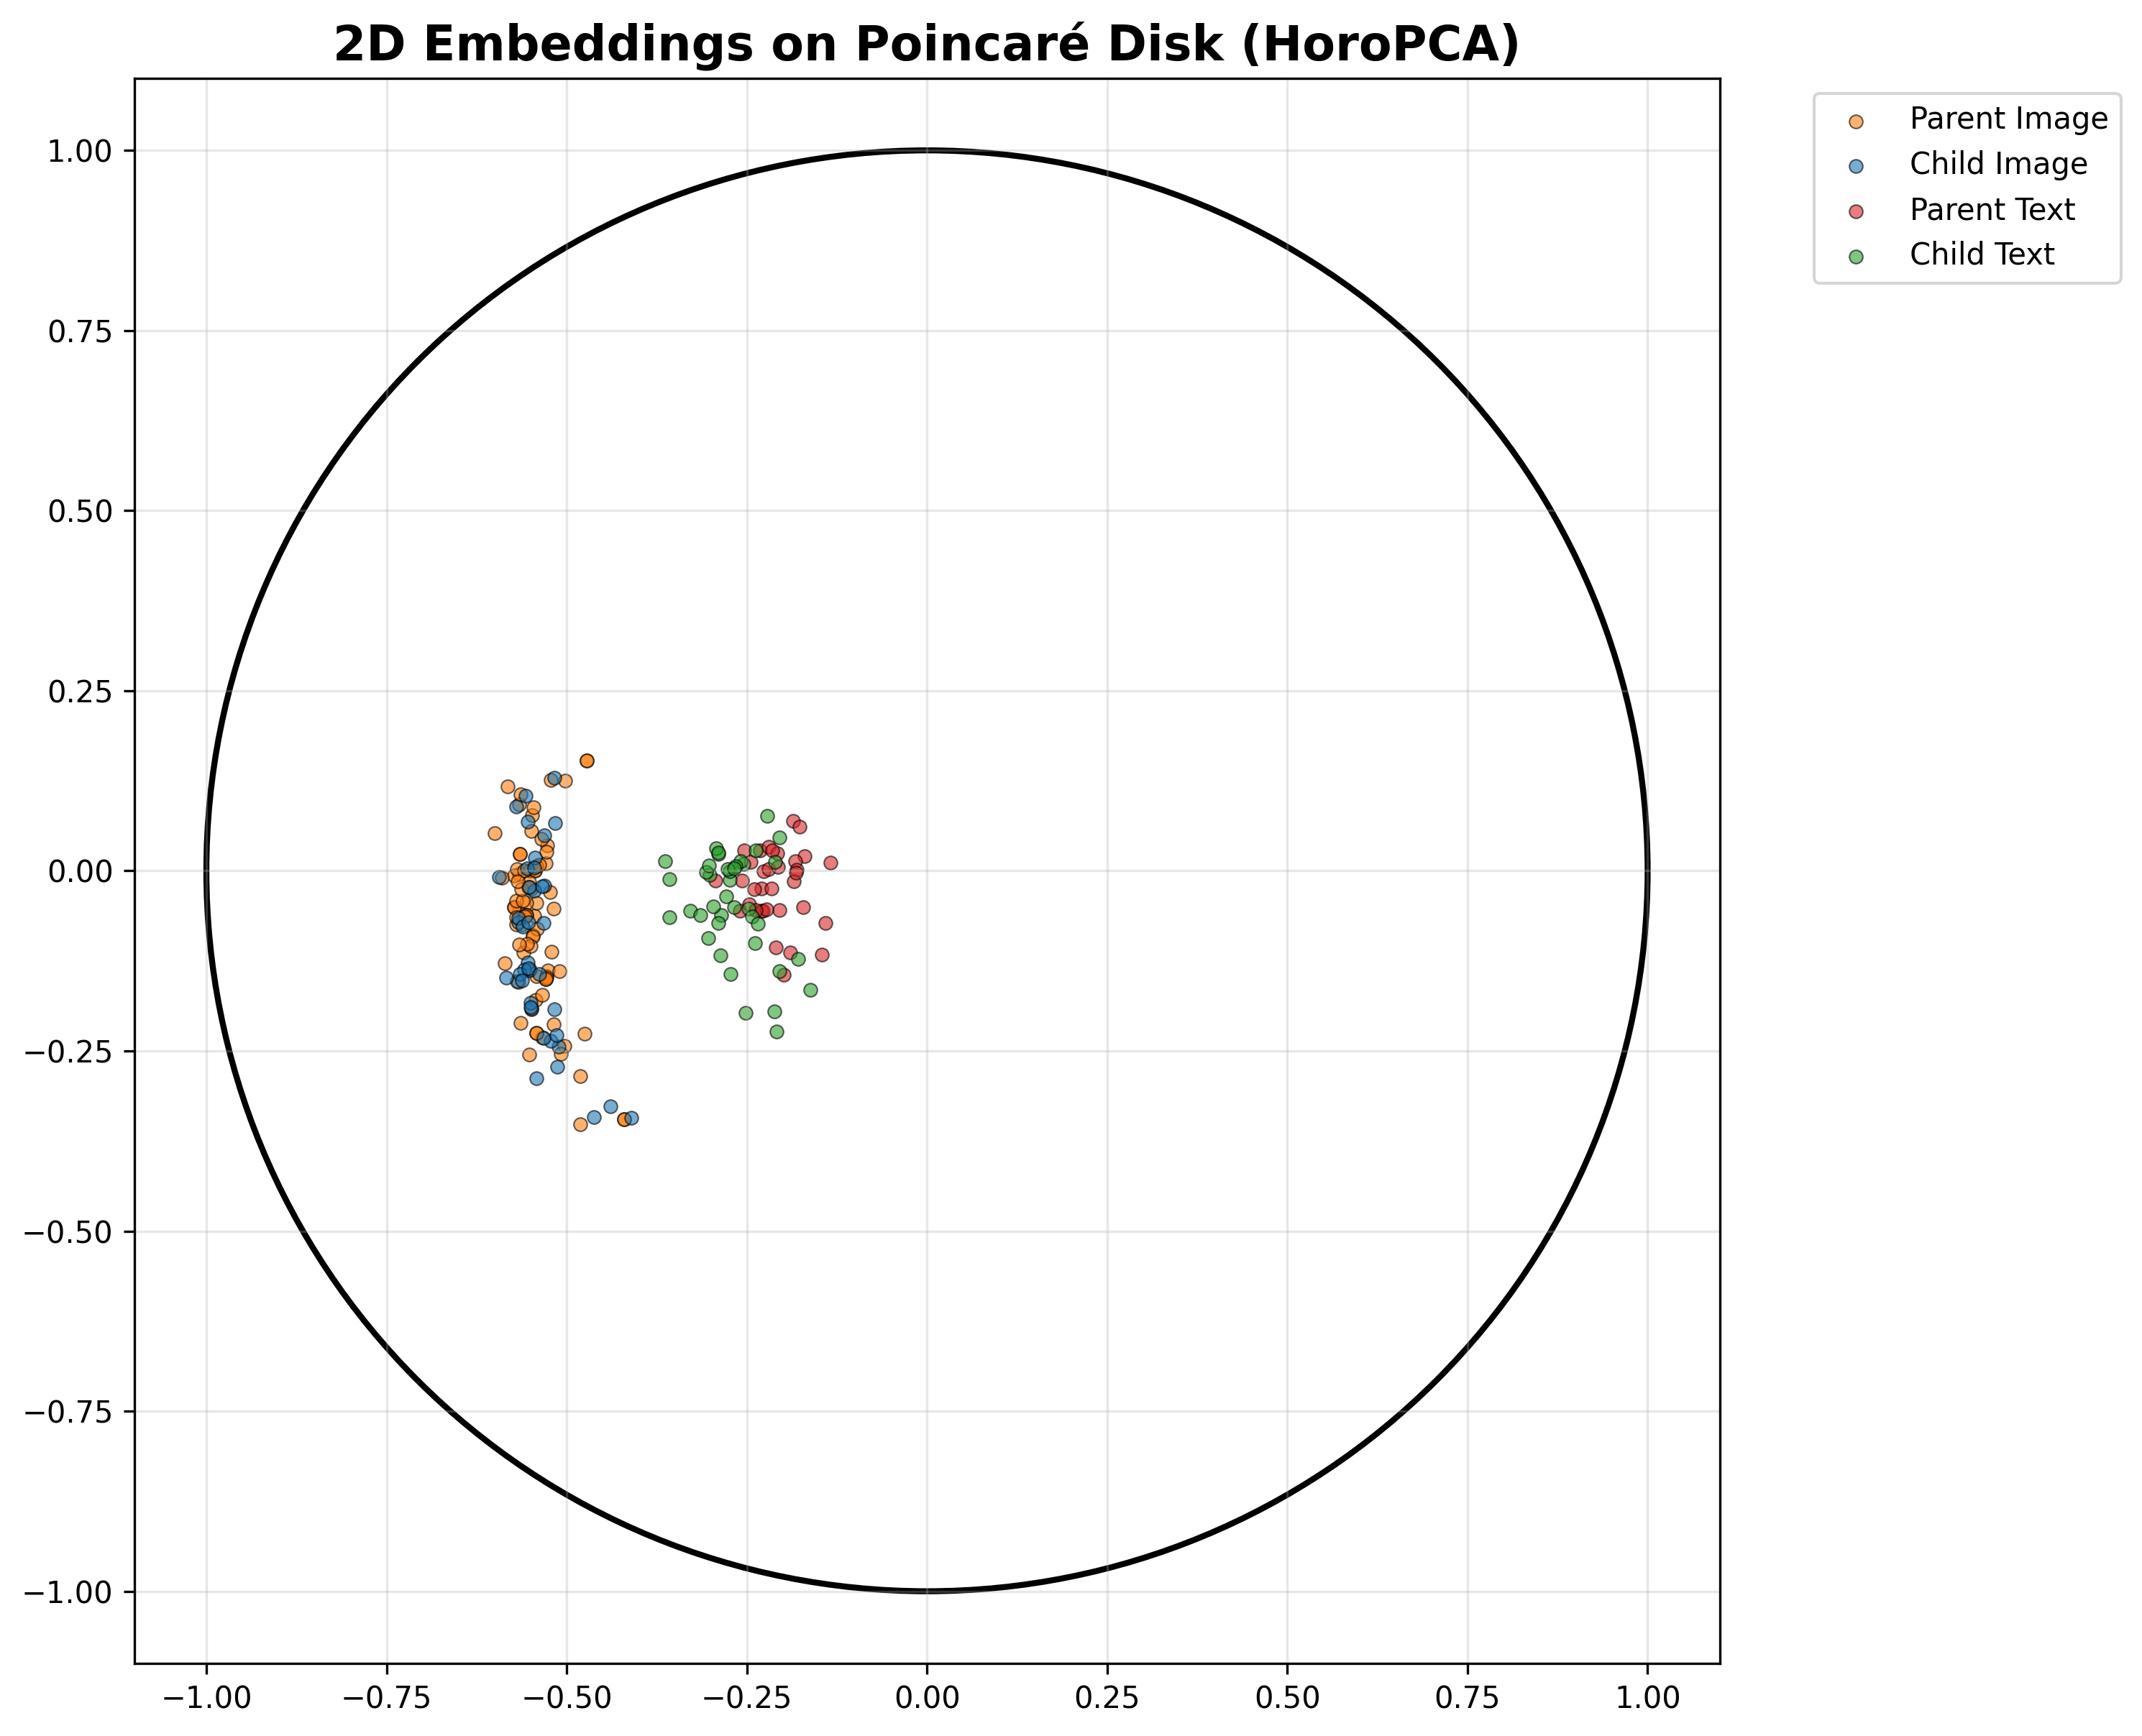 2D Embeddings on Poincaré Disk (HoroPCA)
Parent Image
Child Image
Parent Text
Child Text
1.00
0.75
0.50
0.25
0.00
−0.25
−0.50
−0.75
−1.00
−1.00 −0.75 −0.50 −0.25 0.00 0.25 0.50 0.75 1.00